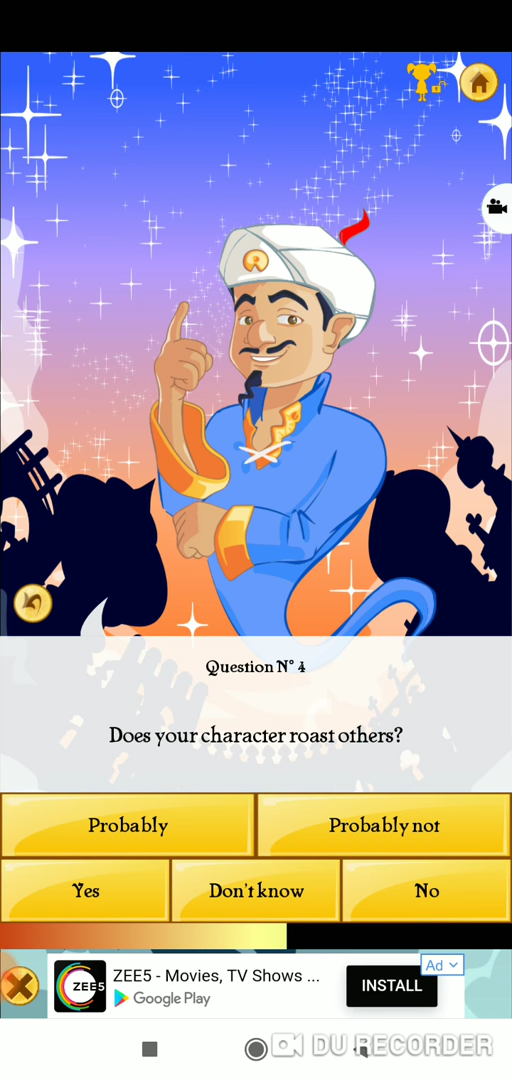 Question N° 4
Does your character roast others?
Probably
Probably not
Yes
Don't know
No
Ad
ZEE5
ZEE5 - Movies, TV Shows ...
Google Play
INSTALL
DU RECORDER